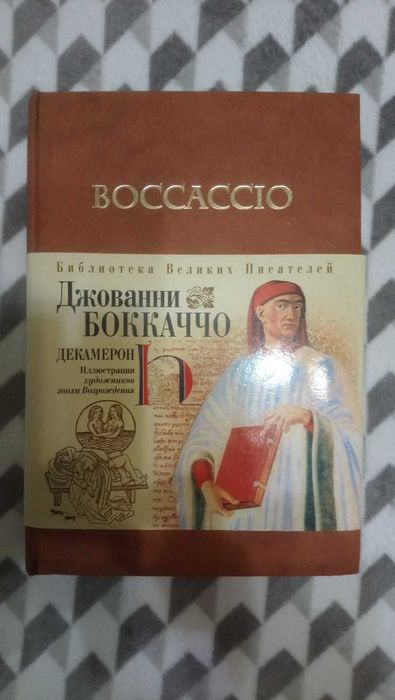 BOCCACCIO
Библиотека Великих Писателей
Джованни
БОККАЧЧО
ДЕКАМЕРОН
Иллюстрации
художников
эпохи Возрождения